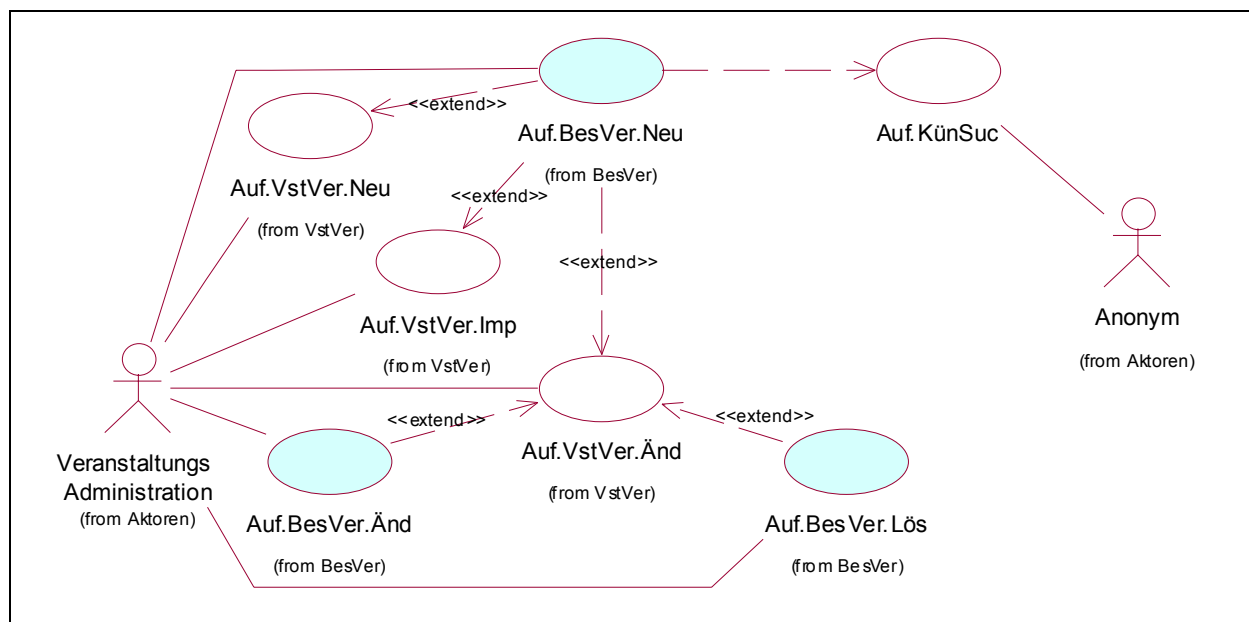 <<extend>>
Auf.BesVer.Neu
(from BesVer)
Auf.KünSuc
Auf.VstVer.Neu
(from VstVer)
<<extend>>
<<extend>>
Auf.VstVer.Imp
(from VstVer)
Anonym
(from Aktoren)
<<extend>>
<<extend>>
Auf.VstVer.Änd
(from VstVer)
Veranstaltungs
Administration
(from Aktoren)
Auf.BesVer.Änd
(from BesVer)
Auf.BesVer.Lös
(from BesVer)